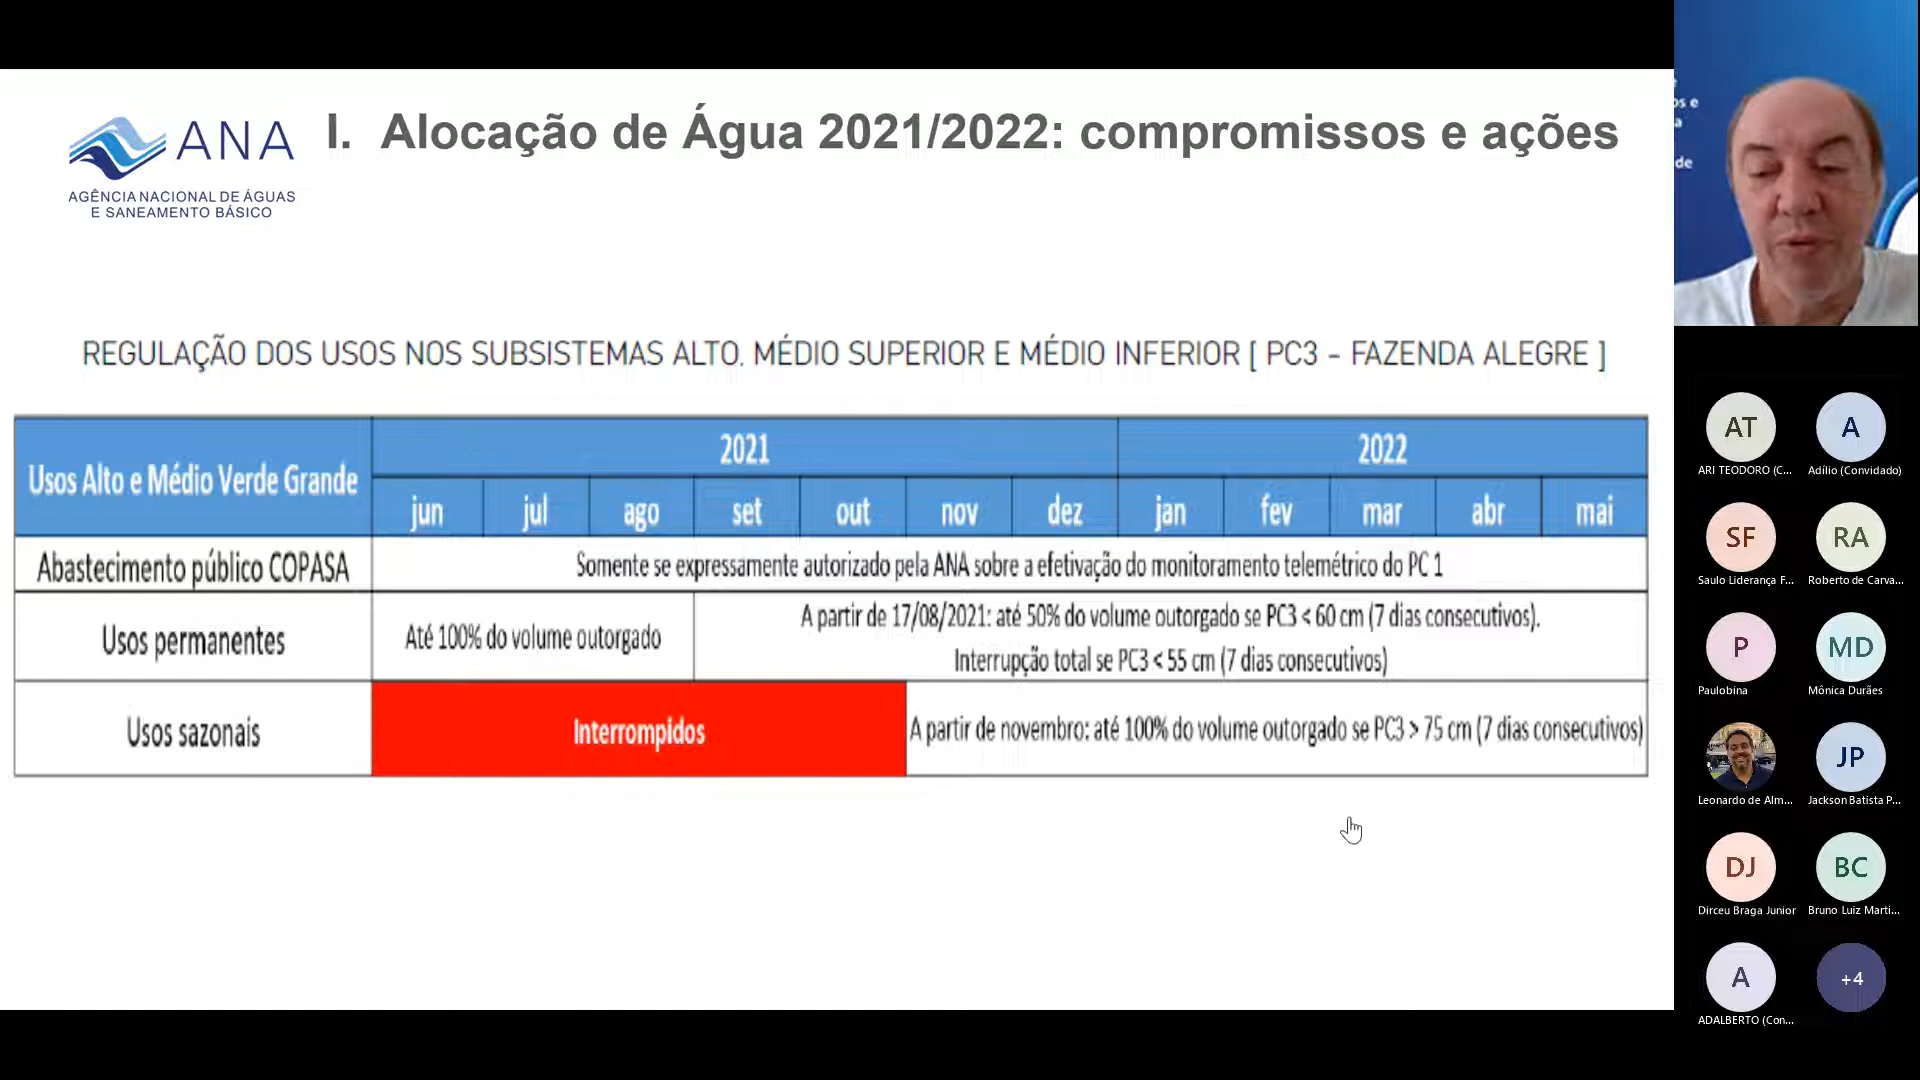 ANA
AGÊNCIA NACIONAL DE ÁGUAS
E SANEAMENTO BÁSICO
I. Alocação de Água 2021/2022: compromissos e ações
REGULAÇÃO DOS USOS NOS SUBSISTEMAS ALTO, MÉDIO SUPERIOR E MÉDIO INFERIOR [ PC3 – FAZENDA ALEGRE ]
Usos Alto e Médio Verde Grande
2021
2022
jun jul ago set out nov dez jan fev mar abr mai
Abastecimento público COPASA
Somente se expressamente autorizado pela ANA sobre a efetivação do monitoramento telemétrico do PC 1
Usos permanentes
Até 100% do volume outorgado
A partir de 17/08/2021: até 50% do volume outorgado se PC3 < 60 cm (7 dias consecutivos).
Interrupção total se PC3 < 55 cm (7 dias consecutivos)
Usos sazonais
Interrompidos
A partir de novembro: até 100% do volume outorgado se PC3 > 75 cm (7 dias consecutivos)
os e
de
AT
ARI TEODORO (C...
A
Adílio (Convidado)
SF
Saulo Liderança F...
RA
Roberto de Carva...
P
Paulobina
MD
Mônica Durães
Leonardo de Alm...
JP
Jackson Batista P...
DJ
Dirceu Braga Junior
BC
Bruno Luiz Marti...
A
ADALBERTO (Con...
+4